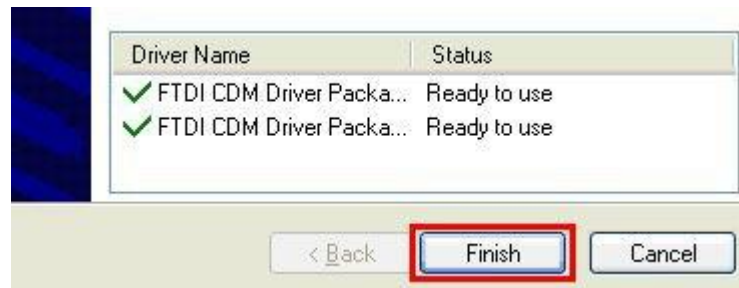 Driver Name Status
FTDI CDM Driver Packa... Ready to use
FTDI CDM Driver Packa... Ready to use
< Back Finish Cancel